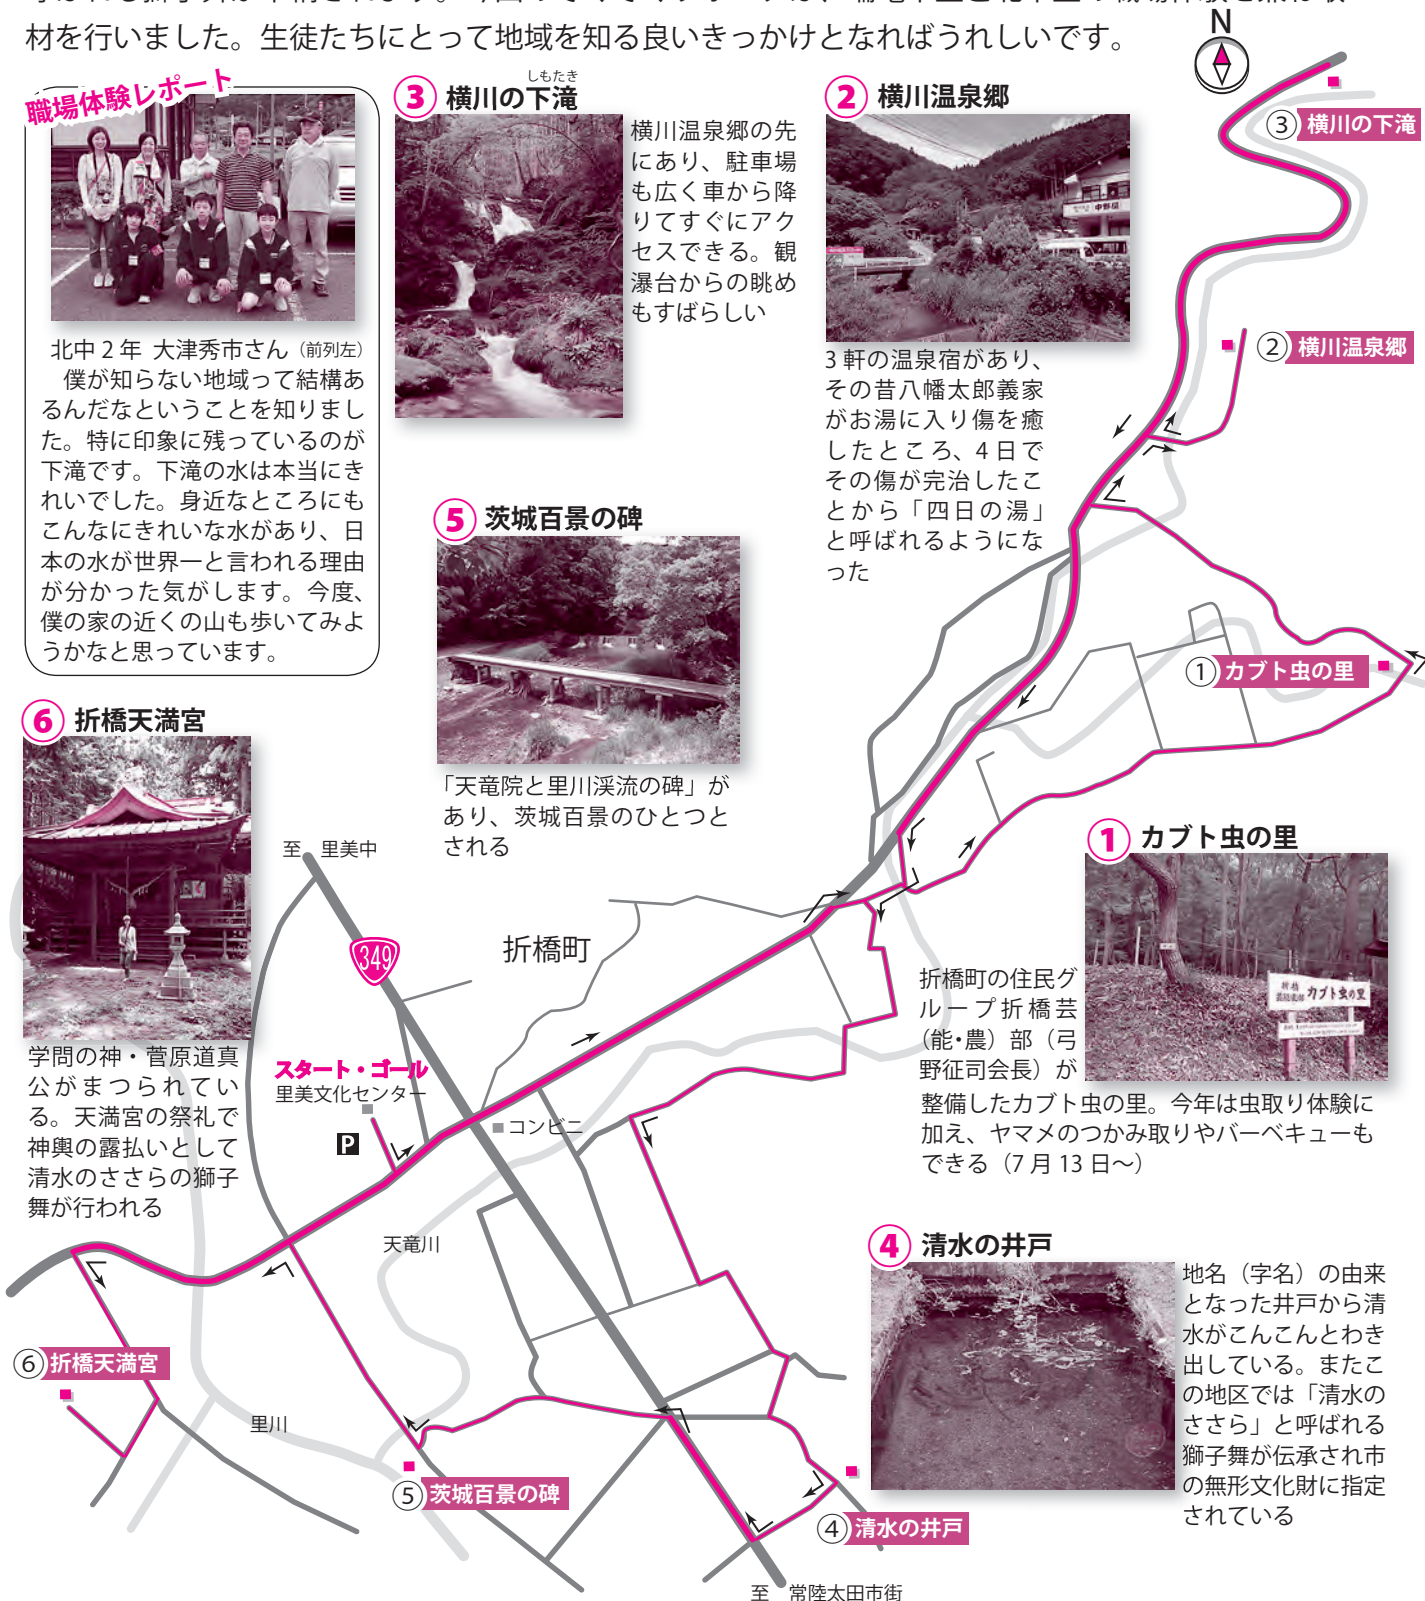 材を行いました。生徒たちにとって地域を知る良いきっかけとなればうれしいです。
N
職場体験レポート
北中2年 大津秀市さん（前列左）
僕が知らない地域って結構あ
るんだなということを知りまし
た。特に印象に残っているのが
下滝です。下滝の水は本当にき
れいでした。身近なところにも
こんなにきれいな水があり、日
本の水が世界一と言われる理由
が分かった気がします。今度、
僕の家の近くの山も歩いてみよ
うかなと思っています。
しもたき
③ 横川の下滝
横川温泉郷の先
にあり、駐車場
も広く車から降
りてすぐにアク
セスできる。観
瀑台からの眺め
もすばらしい
② 横川温泉郷
中野屋
3軒の温泉宿があり、
その昔八幡太郎義家
がお湯に入り傷を癒
したところ、4日で
その傷が完治したこ
とから「四日の湯」
と呼ばれるようにな
った
③ 横川の下滝
② 横川温泉郷
① カブト虫の里
⑤ 茨城百景の碑
「天竜院と里川渓流の碑」が
あり、茨城百景のひとつと
される
⑥ 折橋天満宮
学問の神・菅原道真
公がまつられてい
る。天満宮の祭礼で
神輿の露払いとして
清水のささらの獅子
舞が行われる
至 里美中
349
折橋町
スタート・ゴール
里美文化センター
P
コンビニ
天竜川
里川
① カブト虫の里
カブト虫の里
折橋町の住民グ
ループ折橋芸
（能・農）部（弓
野征司会長）が
整備したカブト虫の里。今年は虫取り体験に
加え、ヤマメのつかみ取りやバーベキューも
できる（7月13日～）
④ 清水の井戸
地名（字名）の由来
となった井戸から清
水がこんこんとわき
出している。またこ
の地区では「清水の
ささら」と呼ばれる
獅子舞が伝承され市
の無形文化財に指定
されている
⑥ 折橋天満宮
⑤ 茨城百景の碑
④ 清水の井戸
至 常陸太田市街